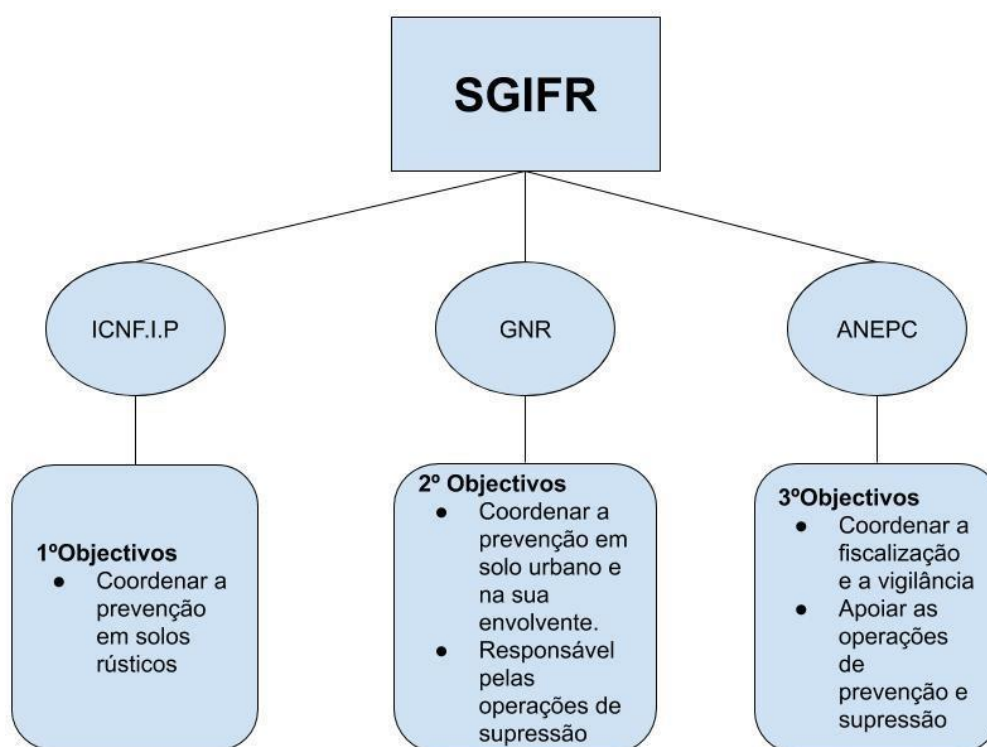 SGIFR
ICNF.I.P
GNR
ANEPC
1ºObjectivos
● Coordenar a
prevenção
em solos
rústicos
2º Objectivos
● Coordenar a
prevenção em
solo urbano e
na sua
envolvente.
● Responsável
pelas
operações de
supressão
3ºObjectivos
● Coordenar a
fiscalização
e a vigilância
● Apoiar as
operações
de
prevenção e
supressão